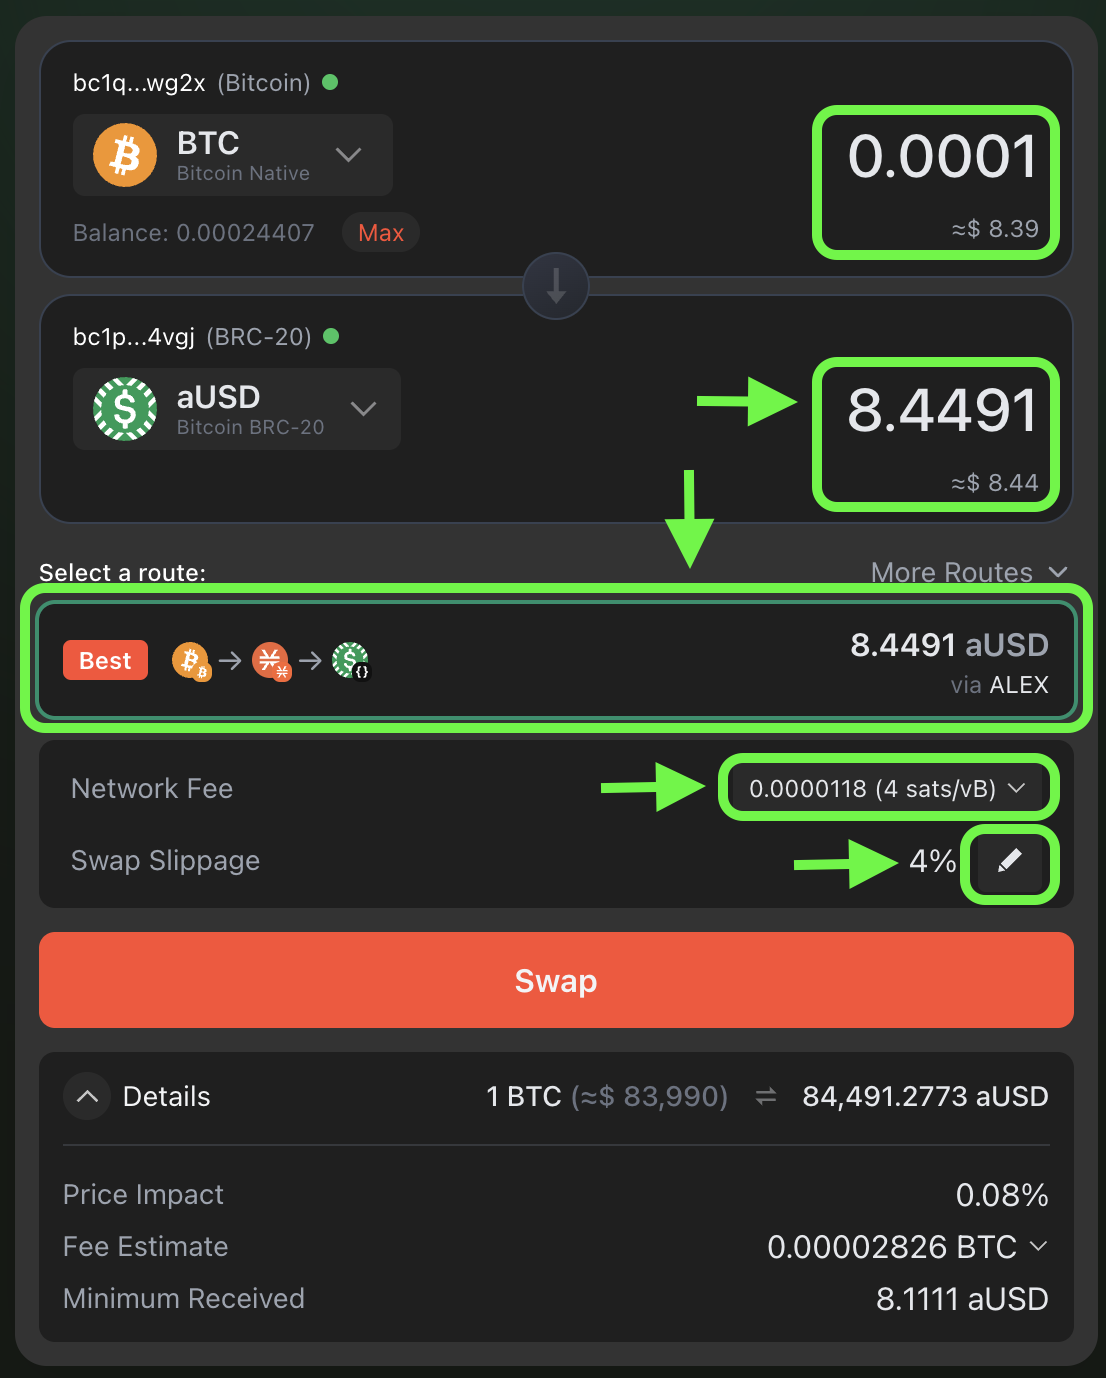 bc1q...wg2x (Bitcoin)
BTC
Bitcoin Native
0.0001
Balance: 0.00024407 Max
≈$ 8.39
bc1p...4vgj (BRC-20)
aUSD
Bitcoin BRC-20
8.4491
≈$ 8.44
Select a route: More Routes
Best
8.4491 aUSD
via ALEX
Network Fee 0.0000118 (4 sats/vB)
Swap Slippage 4%
Swap
Details 1 BTC (≈$ 83,990) ⇌ 84,491.2773 aUSD
Price Impact 0.08%
Fee Estimate 0.00002826 BTC
Minimum Received 8.1111 aUSD